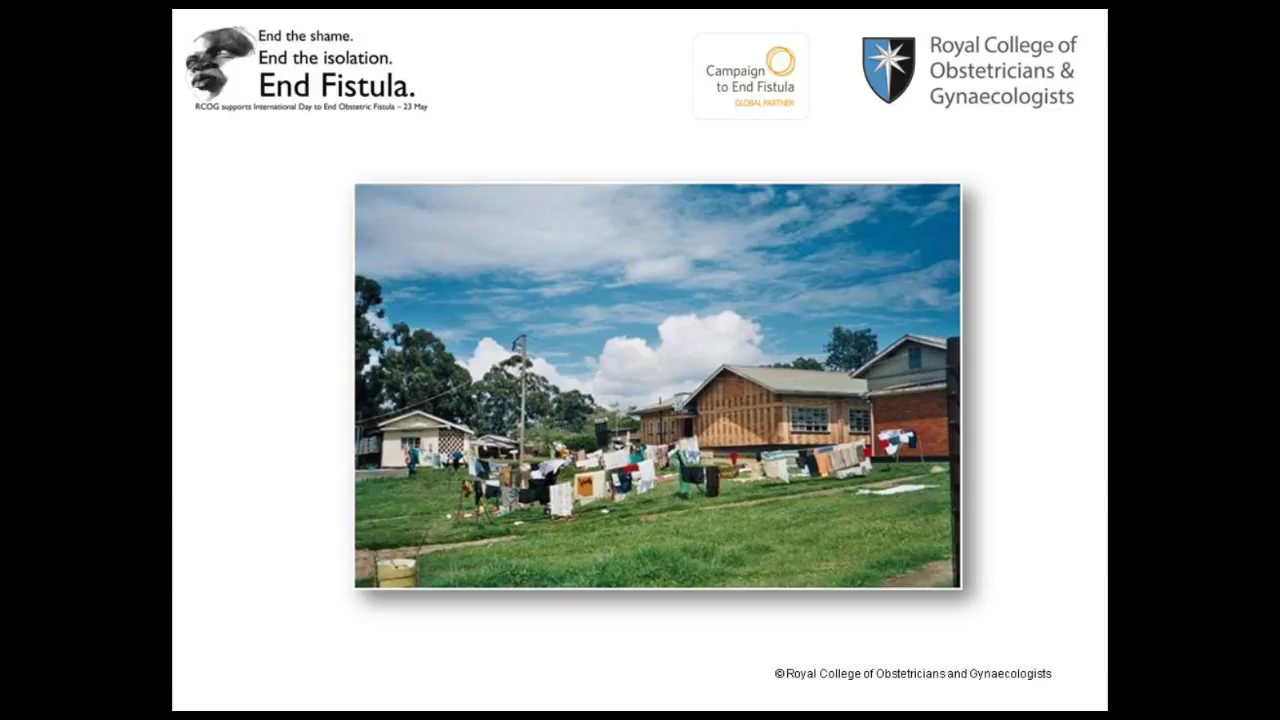 End the shame.
End the isolation.
End Fistula.
RCOG supports International Day to End Obstetric Fistula – 23 May
Campaign
to End Fistula
GLOBAL PARTNER
Royal College of
Obstetricians &
Gynaecologists
©Royal College of Obstetricians and Gynaecologists